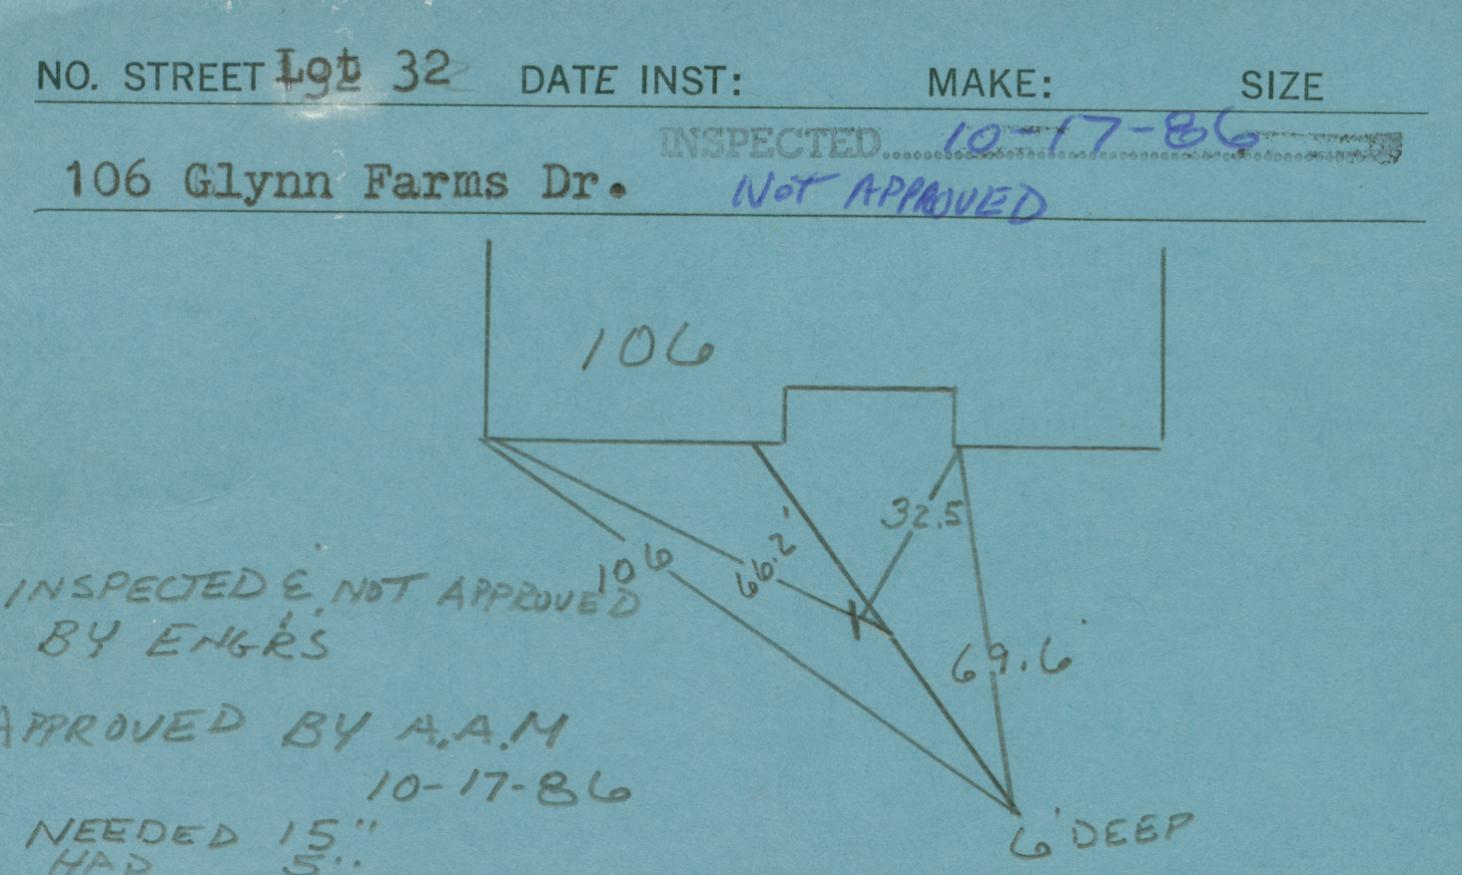 NO. STREET Lot 32 DATE INST: MAKE: SIZE
INSPECTED 10-17-86
106 Glynn Farms Dr. NOT APPROVED
106
32.5
66.2'
106
INSPECTED & NOT APPROVED
BY ENG'RS
69.6'
APPROVED BY A.A.M
10-17-86
6' DEEP
NEEDED 15"
HAD 5"